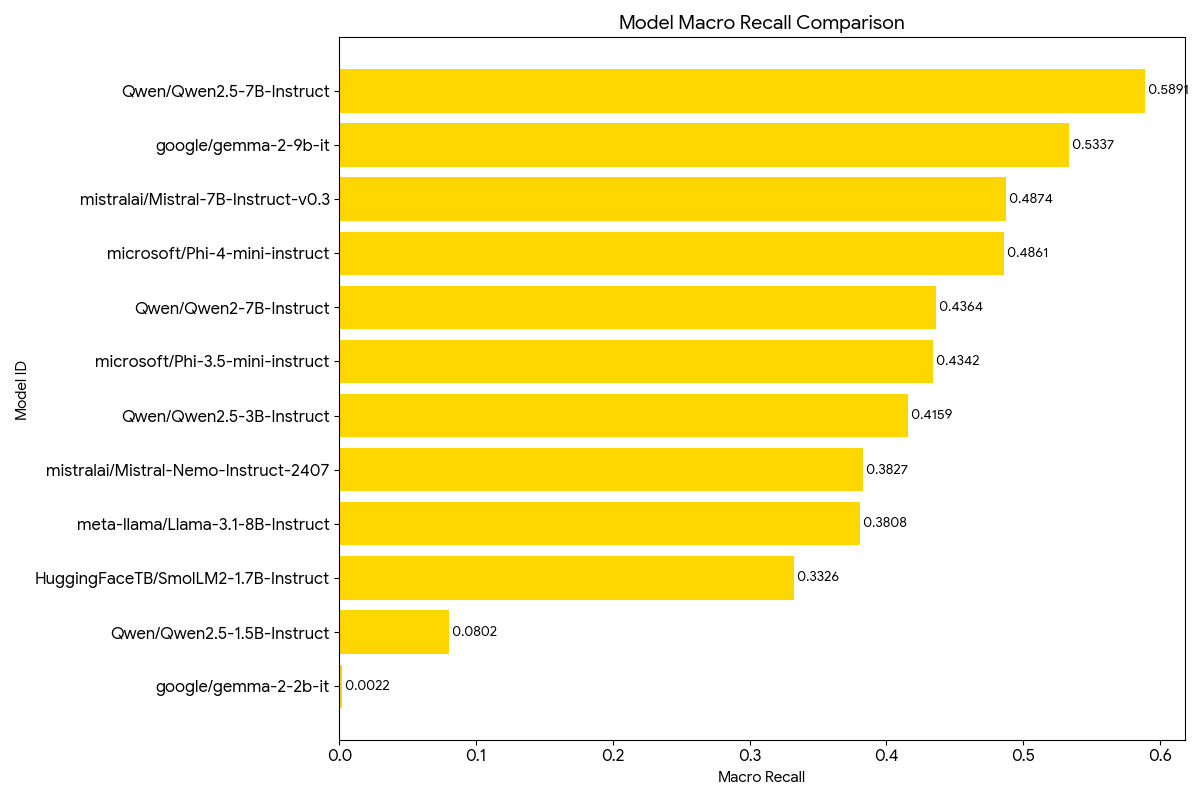 Model Macro Recall Comparison
Model ID
Qwen/Qwen2.5-7B-Instruct 0.5891
google/gemma-2-9b-it 0.5337
mistralai/Mistral-7B-Instruct-v0.3 0.4874
microsoft/Phi-4-mini-instruct 0.4861
Qwen/Qwen2-7B-Instruct 0.4364
microsoft/Phi-3.5-mini-instruct 0.4342
Qwen/Qwen2.5-3B-Instruct 0.4159
mistralai/Mistral-Nemo-Instruct-2407 0.3827
meta-llama/Llama-3.1-8B-Instruct 0.3808
HuggingFaceTB/SmolLM2-1.7B-Instruct 0.3326
Qwen/Qwen2.5-1.5B-Instruct 0.0802
google/gemma-2-2b-it 0.0022
0.0 0.1 0.2 0.3 0.4 0.5 0.6
Macro Recall